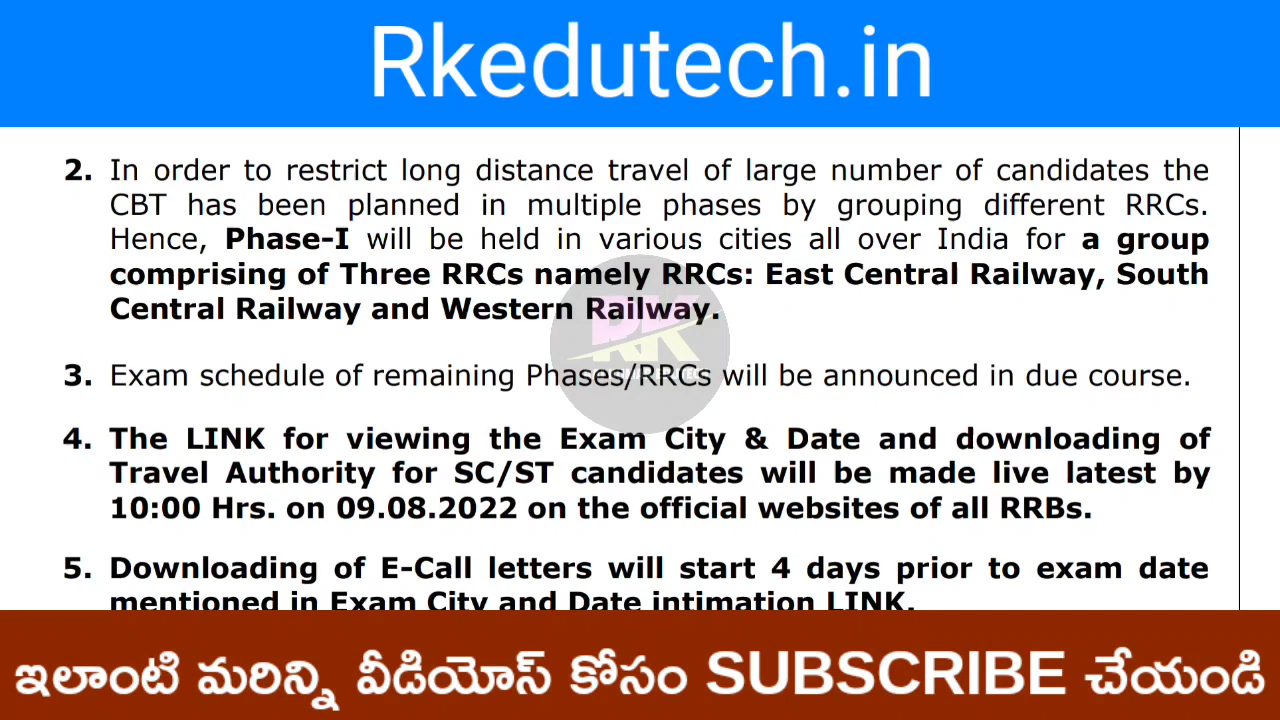 Rkedutech.in
2. In order to restrict long distance travel of large number of candidates the
CBT has been planned in multiple phases by grouping different RRCs.
Hence, Phase-I will be held in various cities all over India for a group
comprising of Three RRCs namely RRCs: East Central Railway, South
Central Railway and Western Railway.
RK
3. Exam schedule of remaining Phases/RRCs will be announced in due course.
4. The LINK for viewing the Exam City & Date and downloading of
Travel Authority for SC/ST candidates will be made live latest by
10:00 Hrs. on 09.08.2022 on the official websites of all RRBs.
5. Downloading of E-Call letters will start 4 days prior to exam date
mentioned in Exam City and Date intimation LINK.
ఇలాంటి మరిన్ని వీడియోస్ కోసం SUBSCRIBE చేయండి